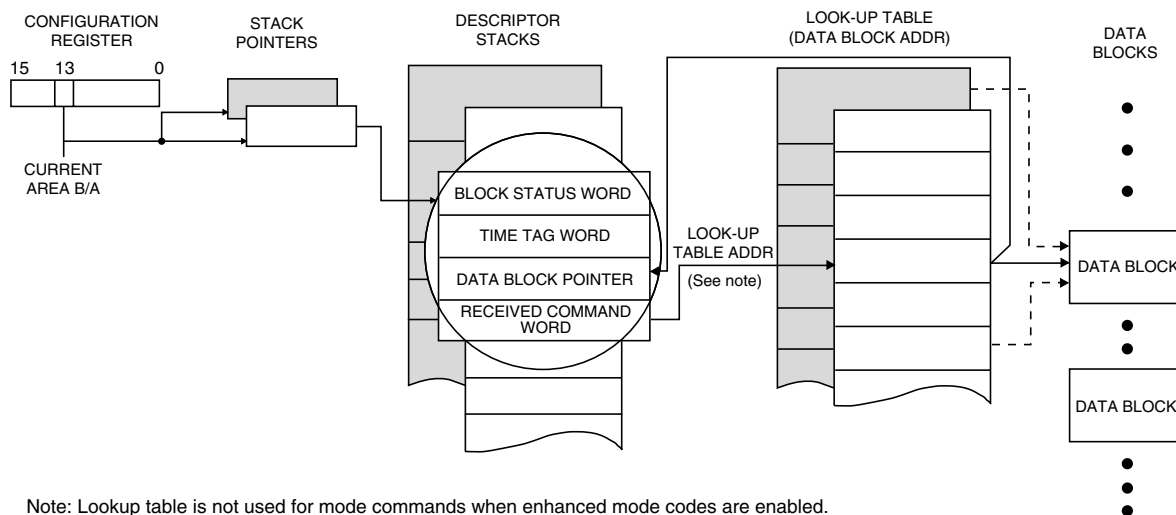 CONFIGURATION
REGISTER
15 13 0
CURRENT
AREA B/A
STACK
POINTERS
DESCRIPTOR
STACKS
BLOCK STATUS WORD
TIME TAG WORD
DATA BLOCK POINTER
RECEIVED COMMAND
WORD
LOOK-UP
TABLE ADDR
(See note)
LOOK-UP TABLE
(DATA BLOCK ADDR)
DATA
BLOCKS
DATA BLOCK
DATA BLOCK
Note: Lookup table is not used for mode commands when enhanced mode codes are enabled.